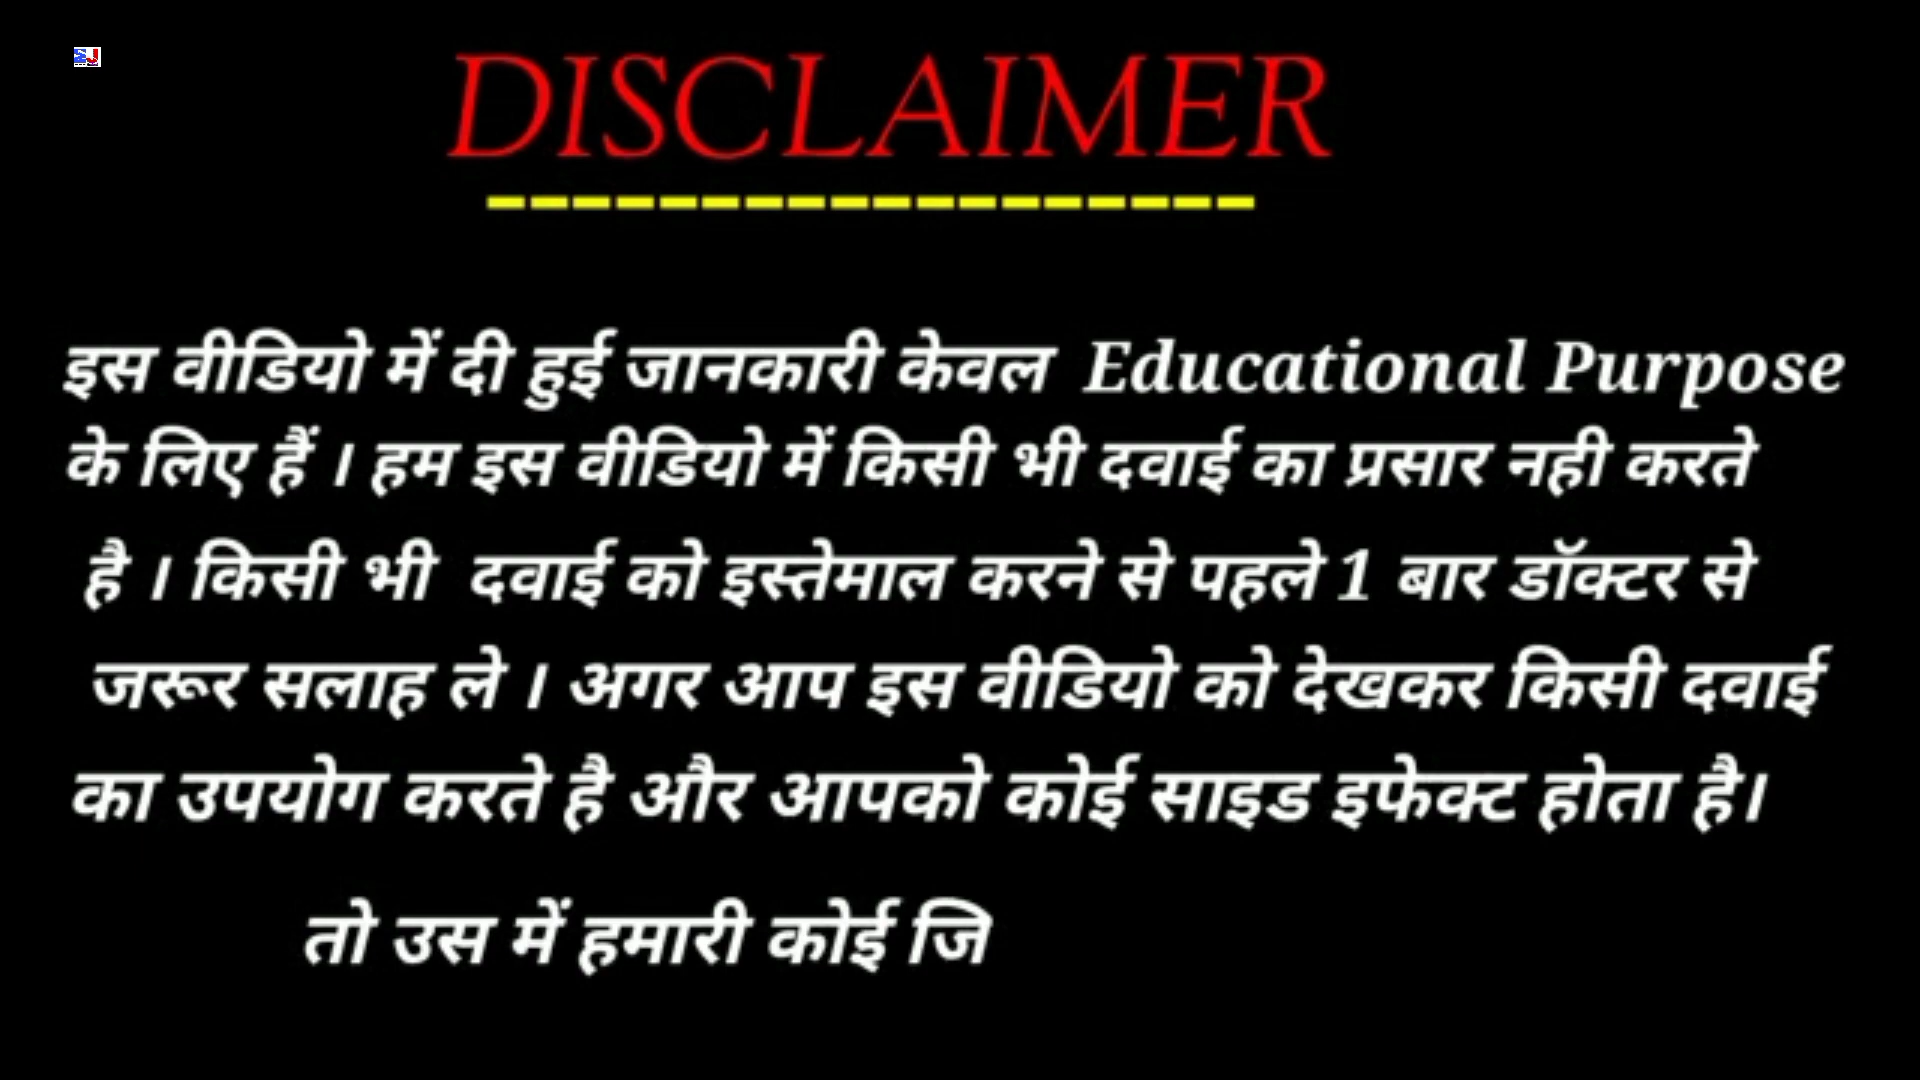 SJ
DISCLAIMER
------------------
इस वीडियो में दी हुई जानकारी केवल Educational Purpose
के लिए हैं । हम इस वीडियो में किसी भी दवाई का प्रसार नही करते
है । किसी भी दवाई को इस्तेमाल करने से पहले 1 बार डॉक्टर से
जरूर सलाह ले । अगर आप इस वीडियो को देखकर किसी दवाई
का उपयोग करते है और आपको कोई साइड इफेक्ट होता है।
तो उस में हमारी कोई जि